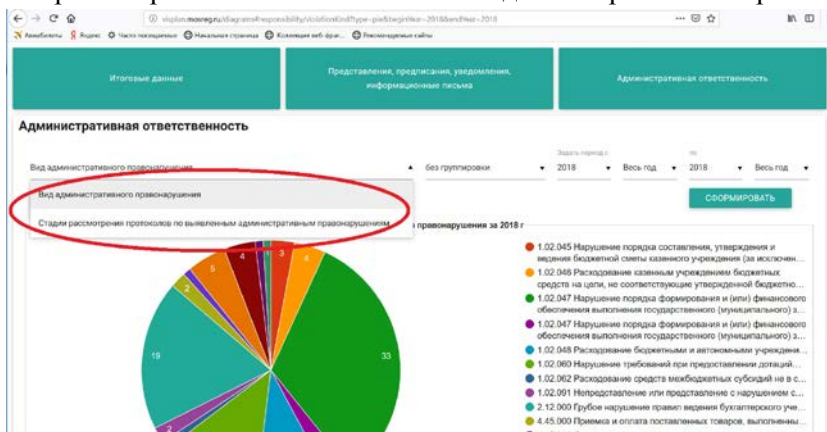 visplan.mosreg.ru/diagrams#responsibility/violationKind?type=pie&beginYear=2018&endYear=2018
Авиабилеты Яндекс Часто посещаемые Начальная страница Коллекция веб-фраг... Рекомендуемые сайты
Итоговые данные
Представления, предписания, уведомления,
информационные письма
Административная ответственность
Административная ответственность
Задать период с по
Вид административного правонарушения без группировки 2018 Весь год 2018 Весь год
Вид административного правонарушения
СФОРМИРОВАТЬ
Стадии рассмотрения протоколов по выявленным административным правонарушениям
правонарушения за 2018 г
1.02.045 Нарушение порядка составления, утверждения и
ведения бюджетной сметы казенного учреждения (за исключен...
1.02.046 Расходование казенным учреждением бюджетных
средств на цели, не соответствующие утвержденной бюджетно...
1.02.047 Нарушение порядка формирования и (или) финансового
обеспечения выполнения государственного (муниципального) з...
1.02.047 Нарушение порядка формирования и (или) финансового
обеспечения выполнения государственного (муниципального) з...
1.02.048 Расходование бюджетными и автономными учреждени...
1.02.060 Нарушение требований при предоставлении дотаций...
1.02.062 Расходование средств межбюджетных субсидий не в с...
1.02.091 Непредставление или представление с нарушением с...
2.12.000 Грубое нарушение правил ведения бухгалтерского уче...
4.45.000 Приемка и оплата поставленных товаров, выполненны...
5 4 1 3 4
2
19
33
2